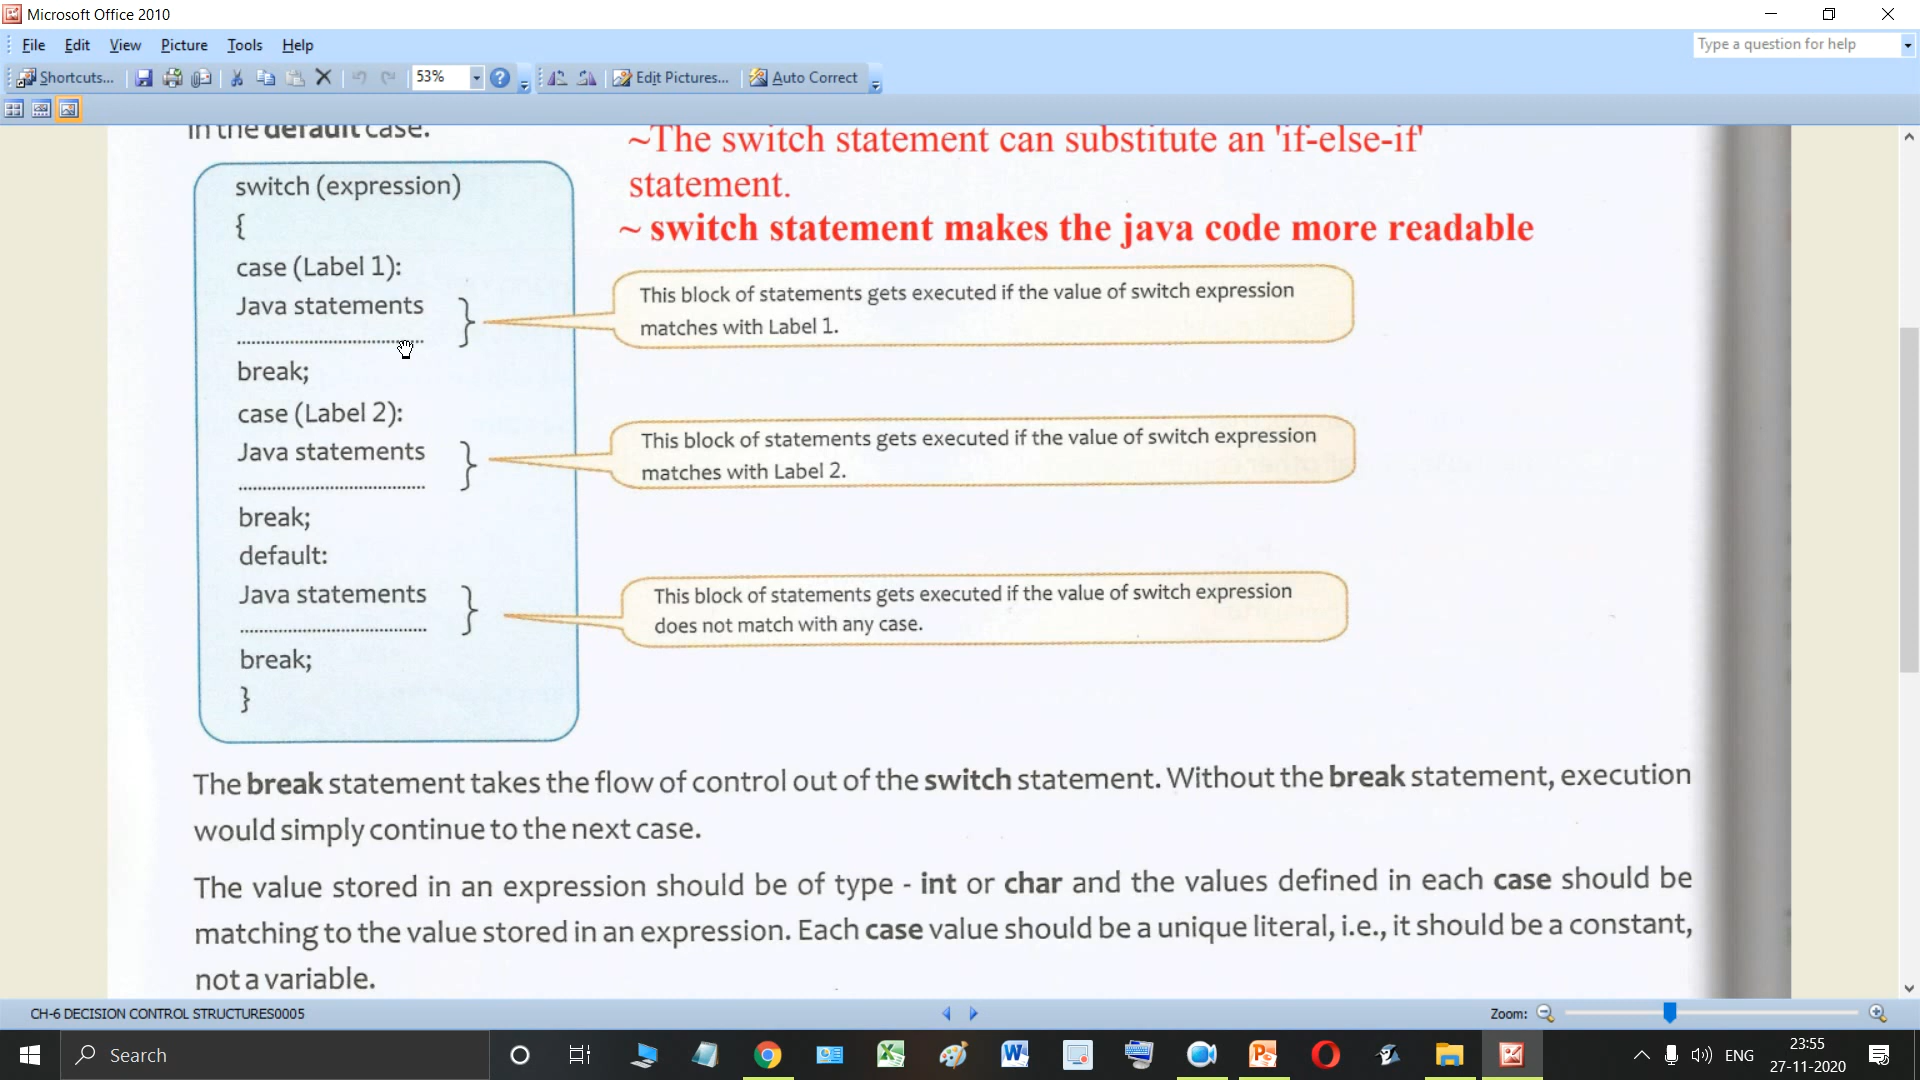 Microsoft Office 2010
File Edit View Picture Tools Help
Type a question for help
Shortcuts... 53% Edit Pictures... Auto Correct
in the default case.
~The switch statement can substitute an 'if-else-if'
statement.
~ switch statement makes the java code more readable
switch (expression)
{
case (Label 1):
Java statements }
This block of statements gets executed if the value of switch expression
matches with Label 1.
break;
case (Label 2):
Java statements }
This block of statements gets executed if the value of switch expression
matches with Label 2.
break;
default:
Java statements }
This block of statements gets executed if the value of switch expression
does not match with any case.
break;
}
The break statement takes the flow of control out of the switch statement. Without the break statement, execution
would simply continue to the next case.
The value stored in an expression should be of type - int or char and the values defined in each case should be
matching to the value stored in an expression. Each case value should be a unique literal, i.e., it should be a constant,
not a variable.
CH-6 DECISION CONTROL STRUCTURES0005
Zoom:
Search
ENG
23:55
27-11-2020